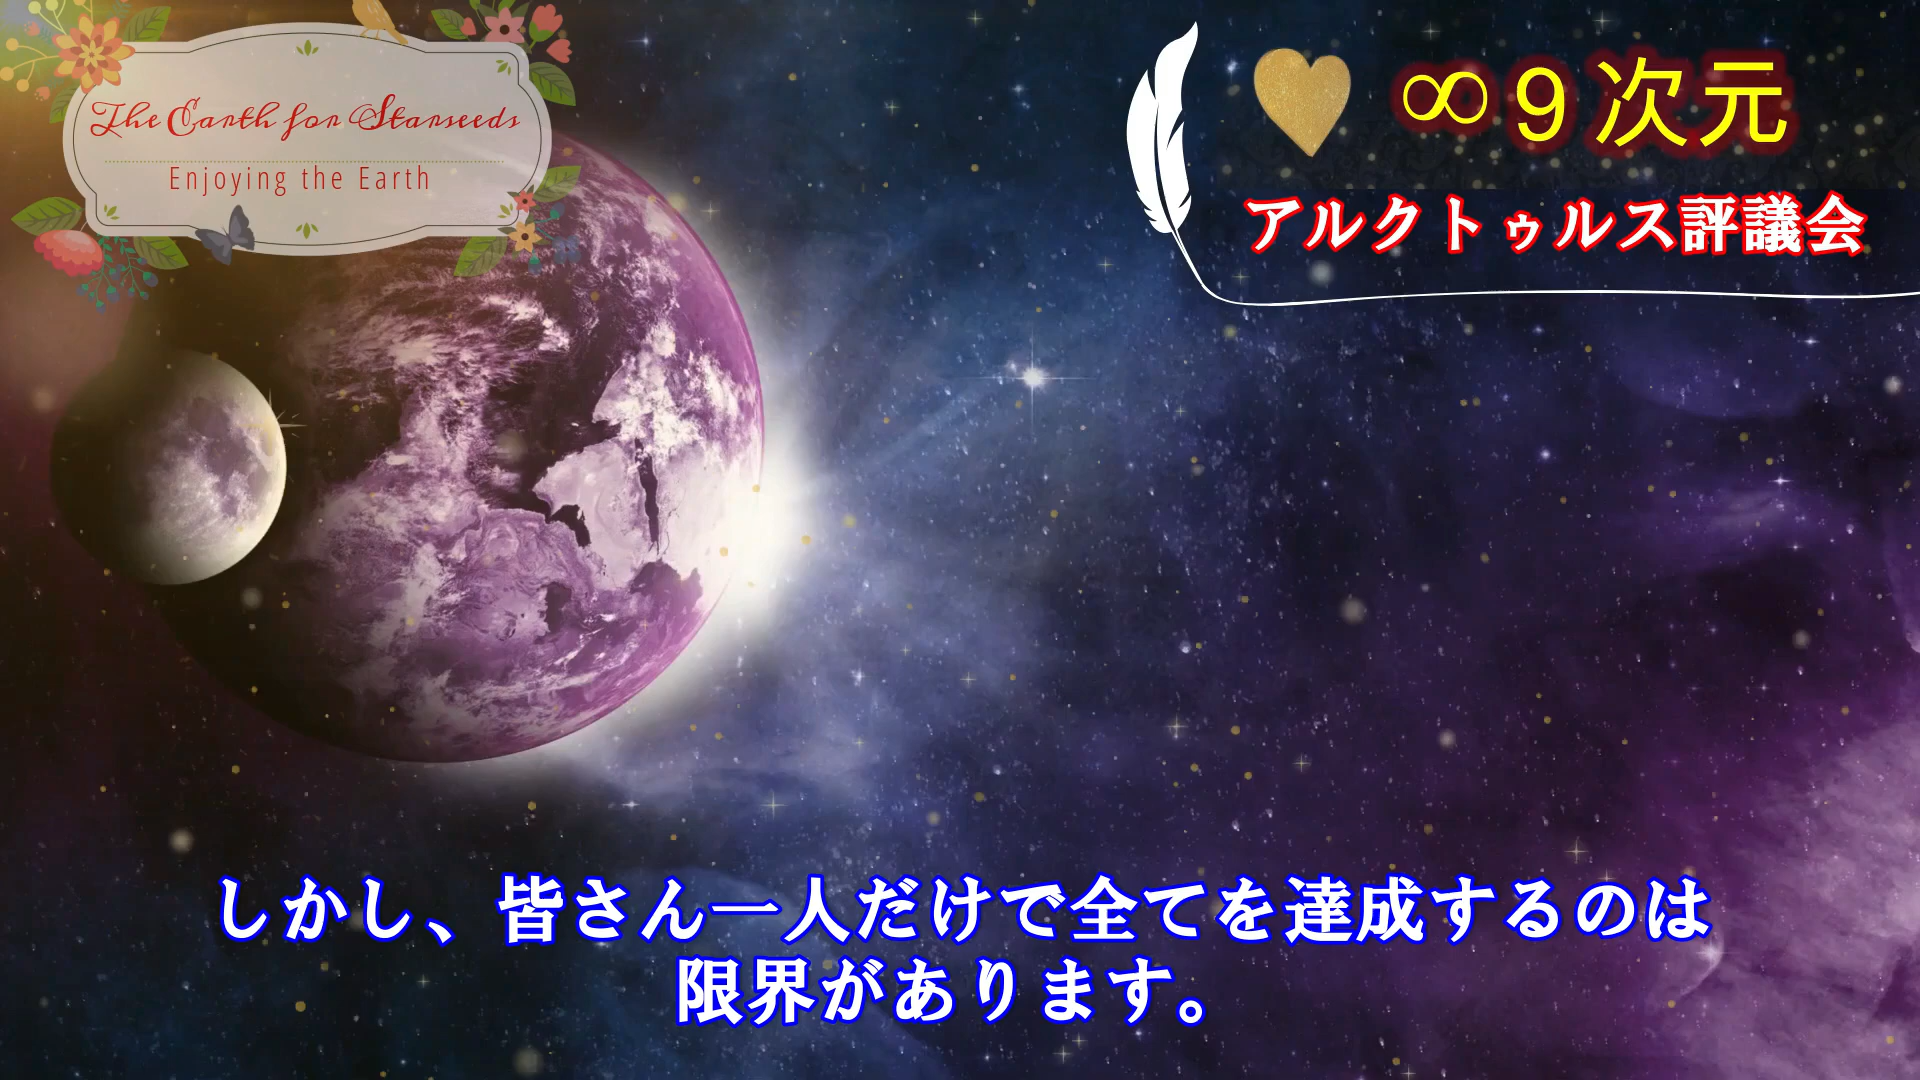 The Earth for Starseeds
Enjoying the Earth
∞9次元
アルクトゥルス評議会
しかし、皆さん一人だけで全てを達成するのは
限界があります。